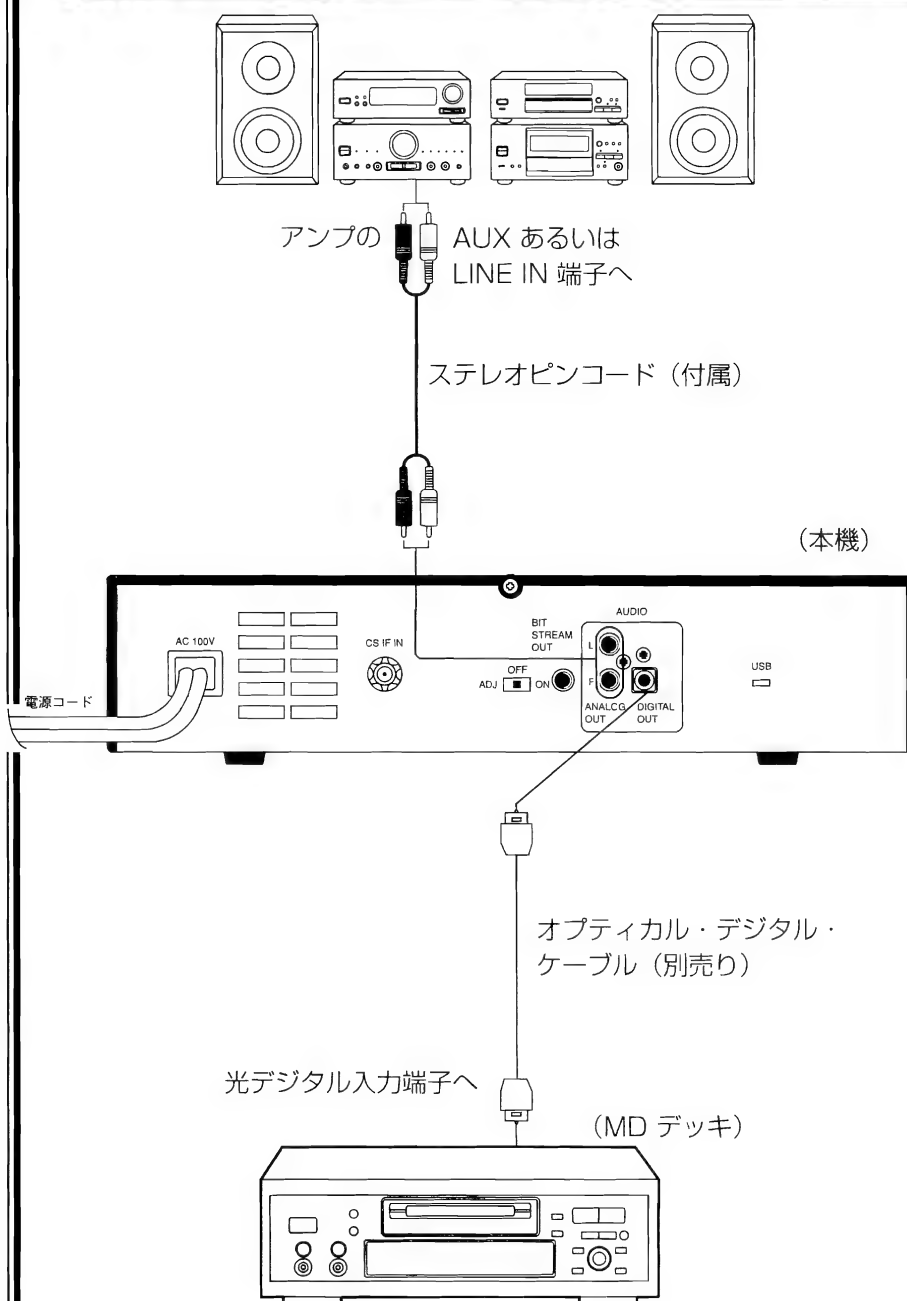 アンプの
AUX あるいは
LINE IN 端子へ
ステレオピンコード（付属）
（本機）
AC 100V
電源コード
CS IF IN
BIT
STREAM
OUT
OFF
ADJ
ON
AUDIO
L
F
ANALCG
OUT
DIGITAL
OUT
USB
オプティカル・デジタル・
ケーブル（別売り）
光デジタル入力端子へ
（MD デッキ）